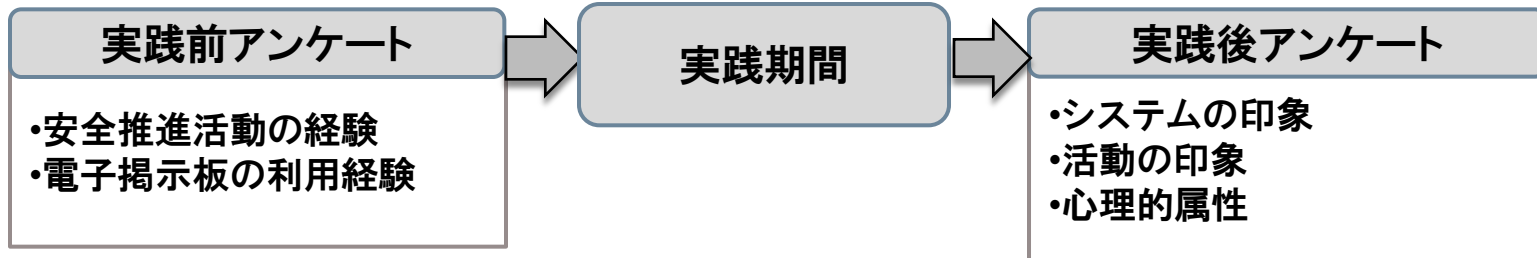 実践前アンケート
・安全推進活動の経験
・電子掲示板の利用経験
実践期間
実践後アンケート
・システムの印象
・活動の印象
・心理的属性